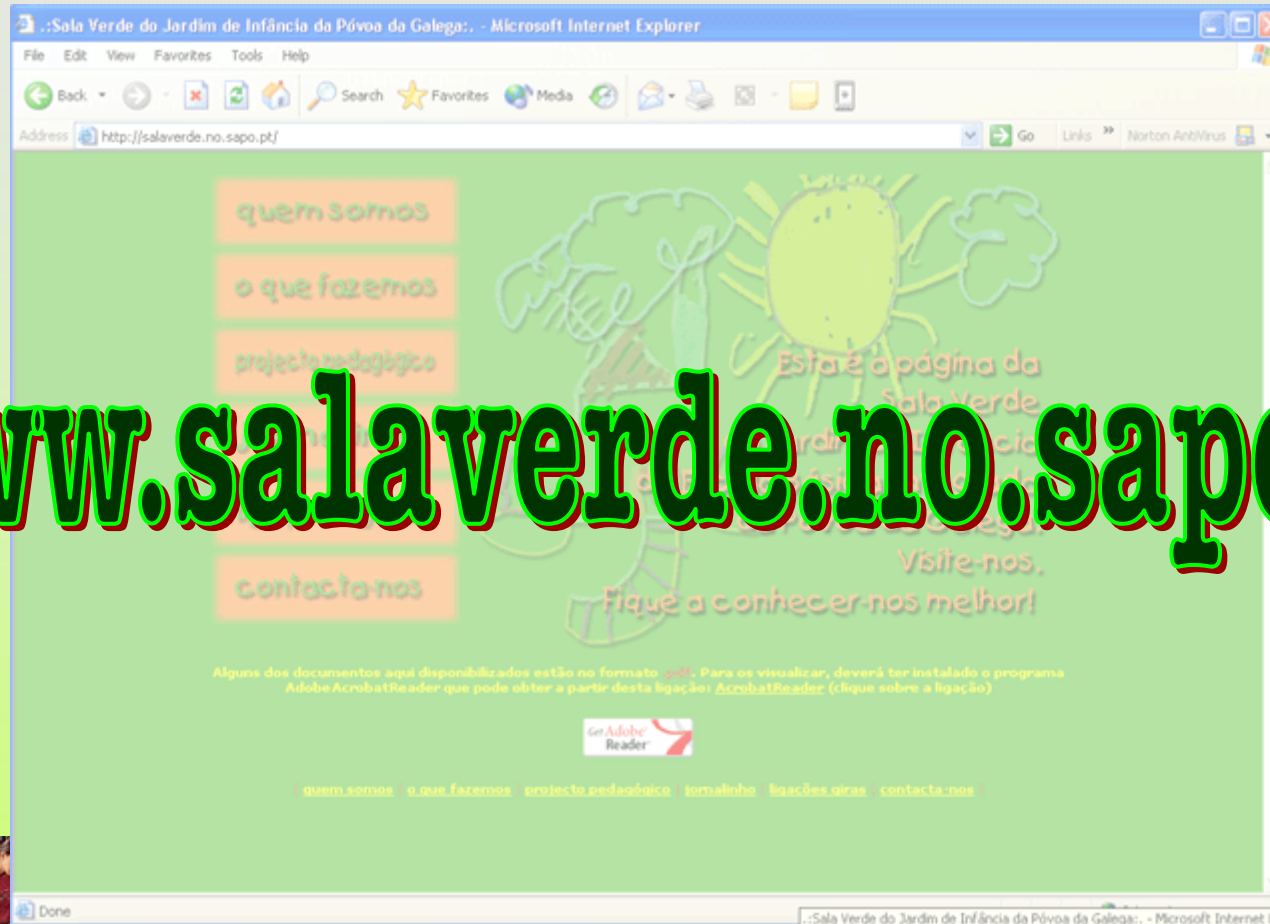 .:Sala Verde do Jardim de Infância da Póvoa da Galega:. - Microsoft Internet Explorer
File Edit View Favorites Tools Help
Back Search Favorites Media
Address http://salaverde.no.sapo.pt/ Go Links » Norton AntiVirus
quem somos
o que fazemos
projecto pedagógico
contacta-nos
Esta é a página da
Sala Verde
Visite-nos.
Fique a conhecer-nos melhor!
ww.salaverde.no.sapo
Alguns dos documentos aqui disponibilizados estão no formato .pdf. Para os visualizar, deverá ter instalado o programa
AdobeAcrobatReader que pode obter a partir desta ligação: AcrobatReader (clique sobre a ligação)
Get Adobe
Reader
| quem somos | o que fazemos | projecto pedagógico | jornalinho | ligações giras | contacta-nos |
Done
.:Sala Verde do Jardim de Infância da Póvoa da Galega:. - Microsoft Internet